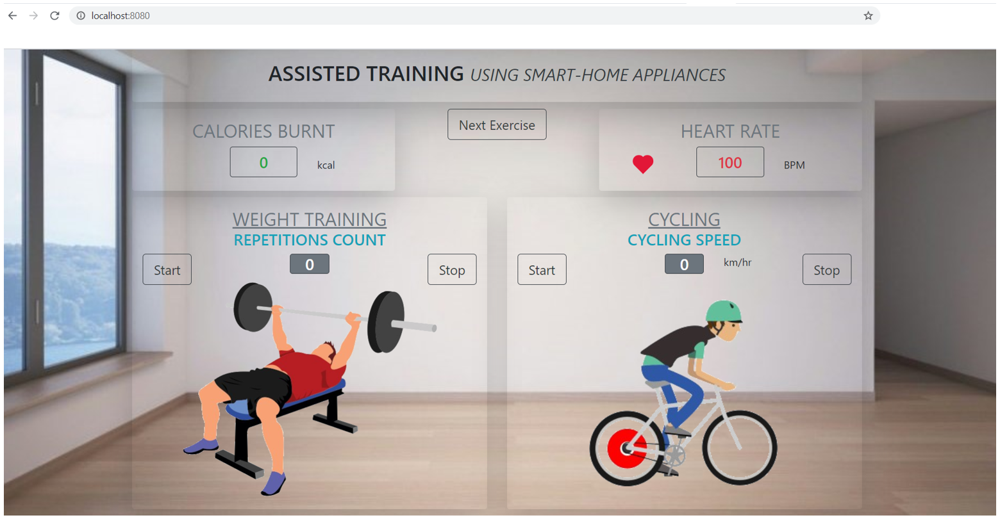 localhost:8080
ASSISTED TRAINING USING SMART-HOME APPLIANCES
Next Exercise
CALORIES BURNT
0 kcal
HEART RATE
100 BPM
WEIGHT TRAINING
REPETITIONS COUNT
Start 0 Stop
CYCLING
CYCLING SPEED
Start 0 km/hr Stop